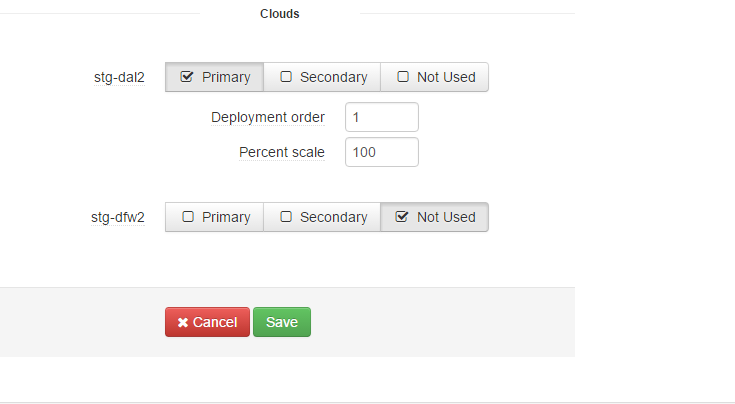 Clouds
stg-dal2 Primary Secondary Not Used
Deployment order 1
Percent scale 100
stg-dfw2 Primary Secondary Not Used
Cancel Save